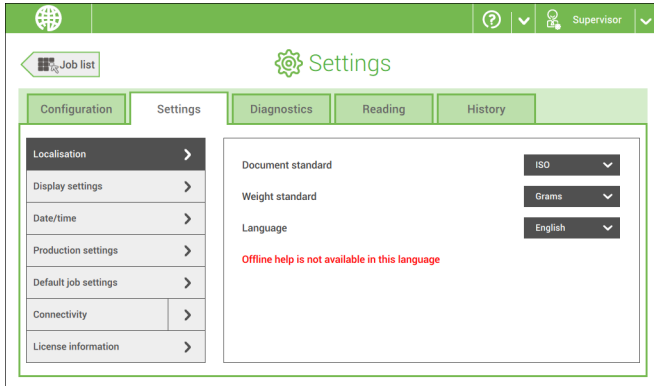 Supervisor
Job list
Settings
Configuration
Settings
Diagnostics
Reading
History
Localisation
Display settings
Date/time
Production settings
Default job settings
Connectivity
License information
Document standard
ISO
Weight standard
Grams
Language
English
Offline help is not available in this language